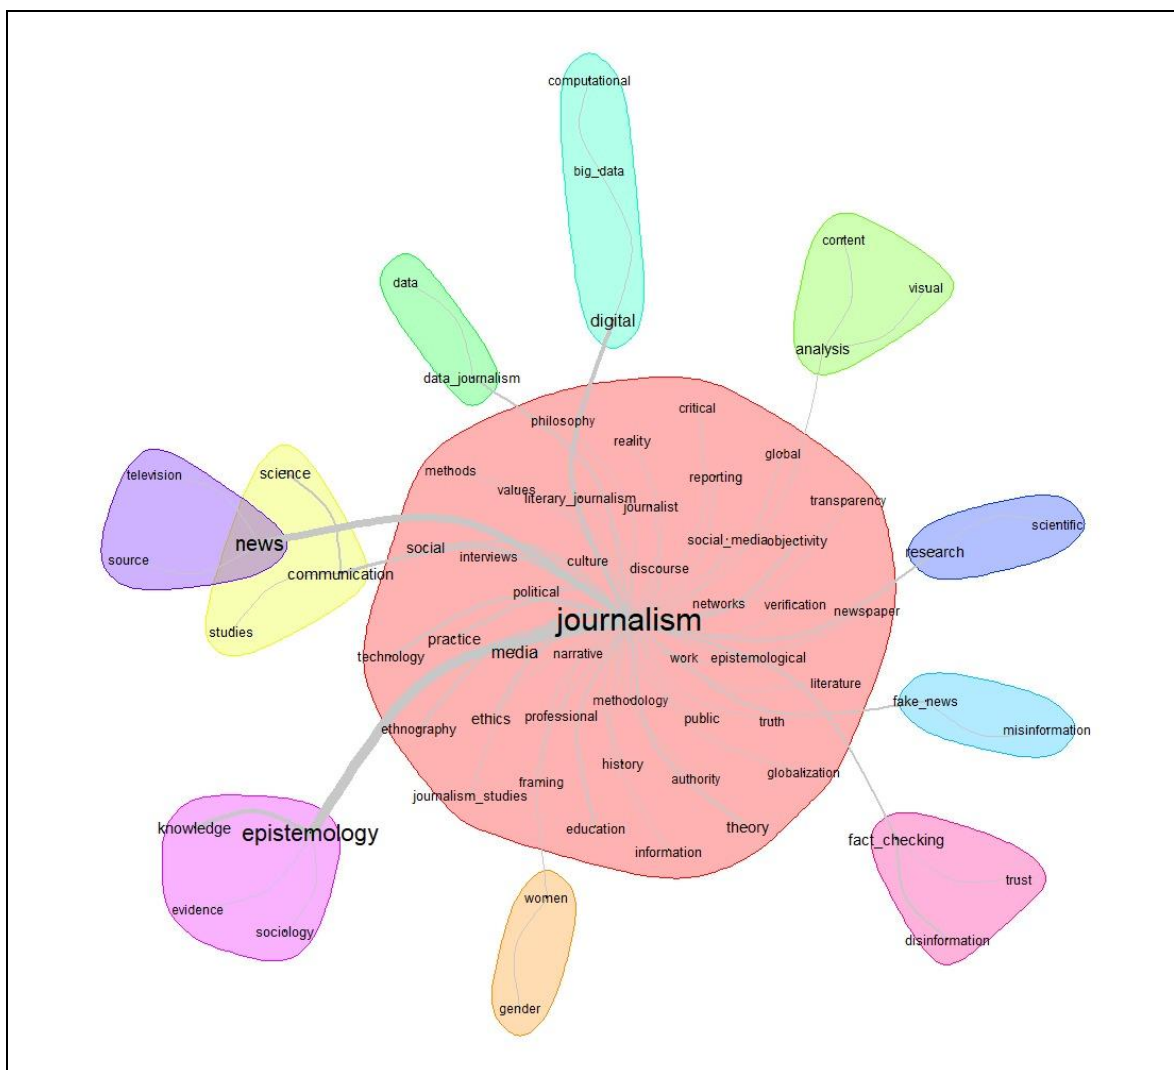 computational
big_data
content
data
visual
digital
analysis
data_journalism
critical
philosophy
reality
global
science
methods
television
reporting
values
literary_journalism
transparency
journalist
scientific
news
social_media
objectivity
social
research
interviews
source
culture
discourse
communication
political
networks
verification
newspaper
journalism
studies
practice
media
narrative
technology
work
epistemological
literature
methodology
fake_news
ethics
professional
public
truth
ethnography
misinformation
history
globalization
framing
authority
journalism_studies
knowledge
epistemology
education
theory
fact_checking
information
trust
women
evidence
sociology
disinformation
gender